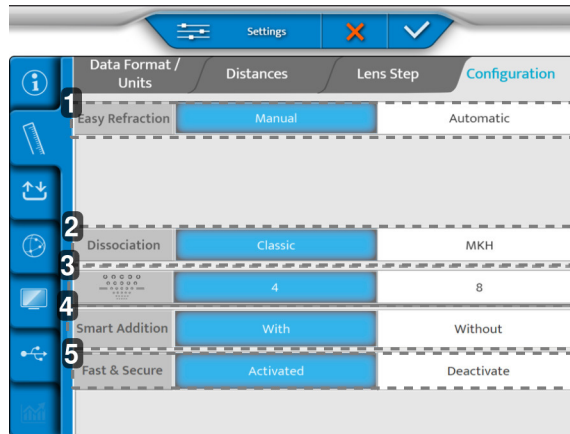 Settings
Data Format /
Units
Distances
Lens Step
Configuration
1
Easy Refraction
Manual
Automatic
2
Dissociation
Classic
MKH
3
4
8
4
Smart Addition
With
Without
5
Fast & Secure
Activated
Deactivate